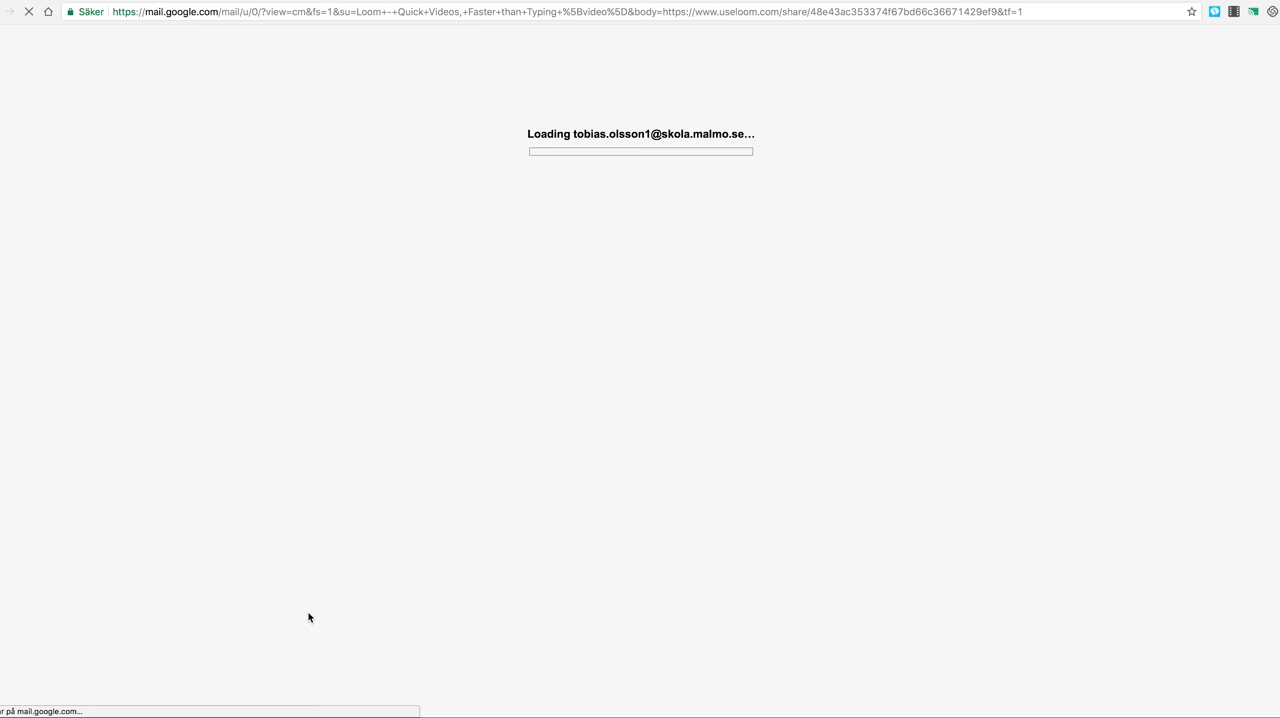 Säker https://mail.google.com/mail/u/0/?view=cm&fs=1&su=Loom+-+Quick+Videos,+Faster+than+Typing+%5Bvideo%5D&body=https://www.useloom.com/share/48e43ac353374f67bd66c36671429ef9&tf=1
Loading tobias.olsson1@skola.malmo.se...
r på mail.google.com...